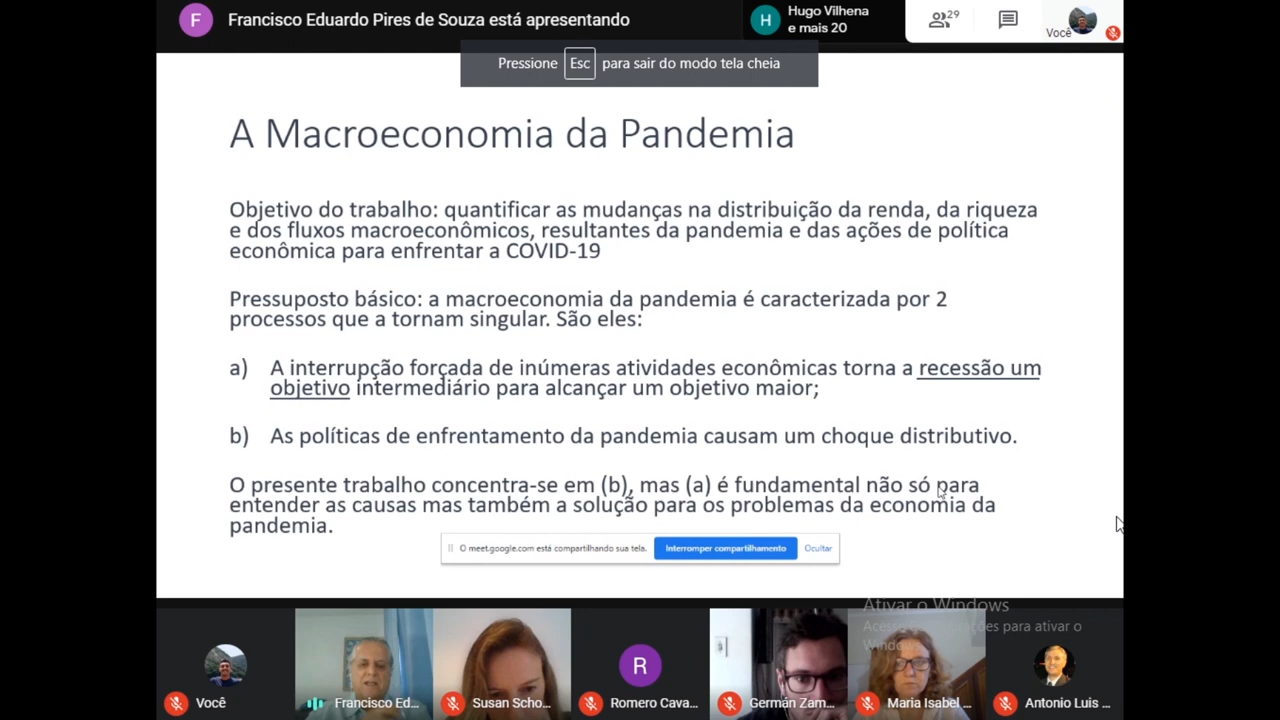 F
Francisco Eduardo Pires de Souza está apresentando
H
Hugo Vilhena
e mais 20
29
Você
Pressione Esc para sair do modo tela cheia
A Macroeconomia da Pandemia
Objetivo do trabalho: quantificar as mudanças na distribuição da renda, da riqueza
e dos fluxos macroeconômicos, resultantes da pandemia e das ações de política
econômica para enfrentar a COVID-19
Pressuposto básico: a macroeconomia da pandemia é caracterizada por 2
processos que a tornam singular. São eles:
a) A interrupção forçada de inúmeras atividades econômicas torna a recessão um
objetivo intermediário para alcançar um objetivo maior;
b) As políticas de enfrentamento da pandemia causam um choque distributivo.
O presente trabalho concentra-se em (b), mas (a) é fundamental não só para
entender as causas mas também a solução para os problemas da economia da
pandemia.
O meet.google.com está compartilhando sua tela. Interromper compartilhamento Ocultar
Ativar o Windows
para ativar o
R
Você
Francisco Ed...
Susan Scho...
Romero Cava...
Germán Zam...
Maria Isabel ...
Antonio Luis ...